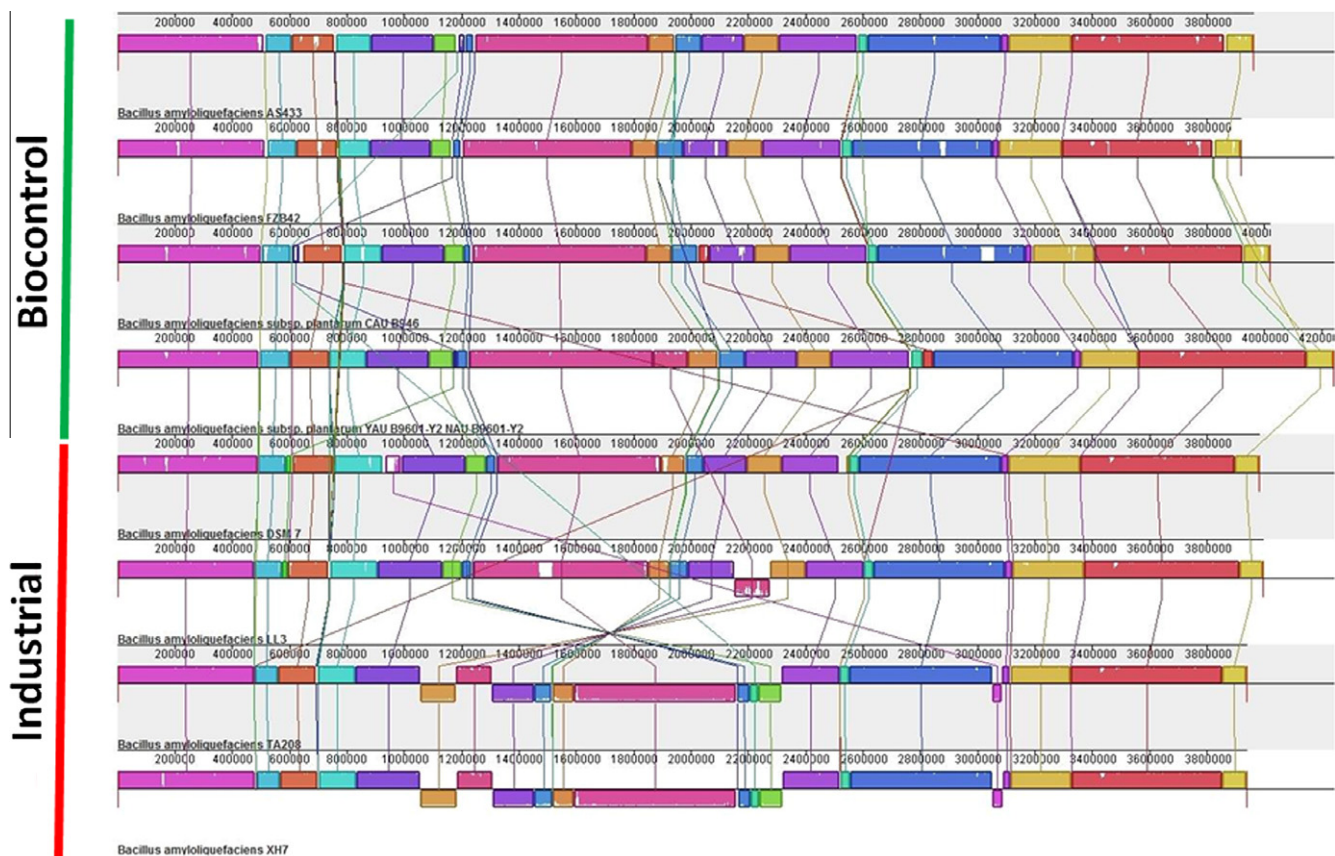 200000 400000 600000 800000 1000000 1200000 1400000 1600000 1800000 2000000 2200000 2400000 2600000 2800000 3000000 3200000 3400000 3600000 3800000
Bacillus amyloliquefaciens AS433
200000 400000 600000 800000 1000000 1200000 1400000 1600000 1800000 2000000 2200000 2400000 2600000 2800000 3000000 3200000 3400000 3600000 3800000
Bacillus amyloliquefaciens FZB42
200000 400000 600000 800000 1000000 1200000 1400000 1600000 1800000 2000000 2200000 2400000 2600000 2800000 3000000 3200000 3400000 3600000 3800000
Bacillus amyloliquefaciens subsp. plantarum CAU B946
200000 400000 600000 800000 1000000 1200000 1400000 1600000 1800000 2000000 2200000 2400000 2600000 2800000 3000000 3200000 3400000 3600000 3800000 4000000
Bacillus amyloliquefaciens subsp. plantarum YAU B9601-Y2 NAU-B9601-Y2
Biocontrol
200000 400000 600000 800000 1000000 1200000 1400000 1600000 1800000 2000000 2200000 2400000 2600000 2800000 3000000 3200000 3400000 3600000 3800000
Bacillus amyloliquefaciens DSM 7
200000 400000 600000 800000 1000000 1200000 1400000 1600000 1800000 2000000 2200000 2400000 2600000 2800000 3000000 3200000 3400000 3600000 3800000
Bacillus amyloliquefaciens LL3
200000 400000 600000 800000 1000000 1200000 1400000 1600000 1800000 2000000 2200000 2400000 2600000 2800000 3000000 3200000 3400000 3600000 3800000
Bacillus amyloliquefaciens TA208
200000 400000 600000 800000 1000000 1200000 1400000 1600000 1800000 2000000 2200000 2400000 2600000 2800000 3000000 3200000 3400000 3600000 3800000
Bacillus amyloliquefaciens XH7
Industrial